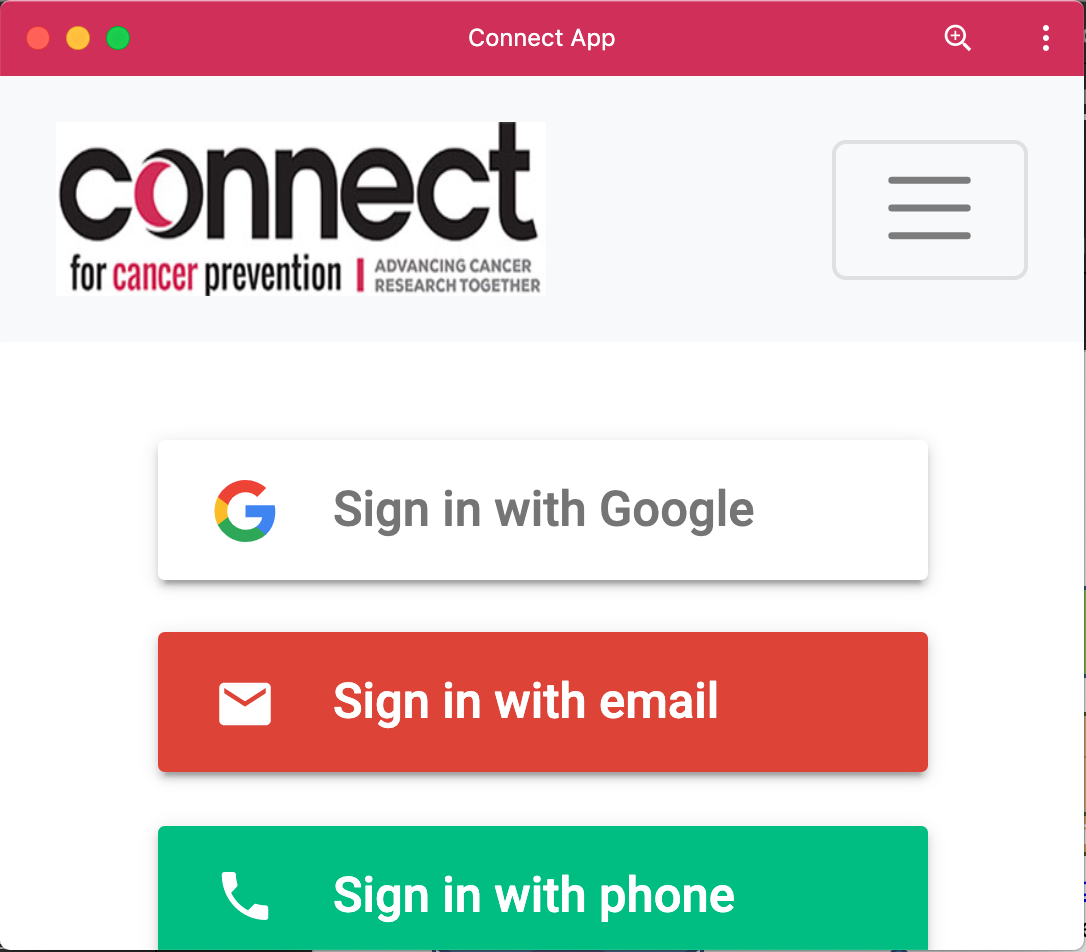 Connect App
connect
for cancer prevention
ADVANCING CANCER
RESEARCH TOGETHER
Sign in with Google
Sign in with email
Sign in with phone